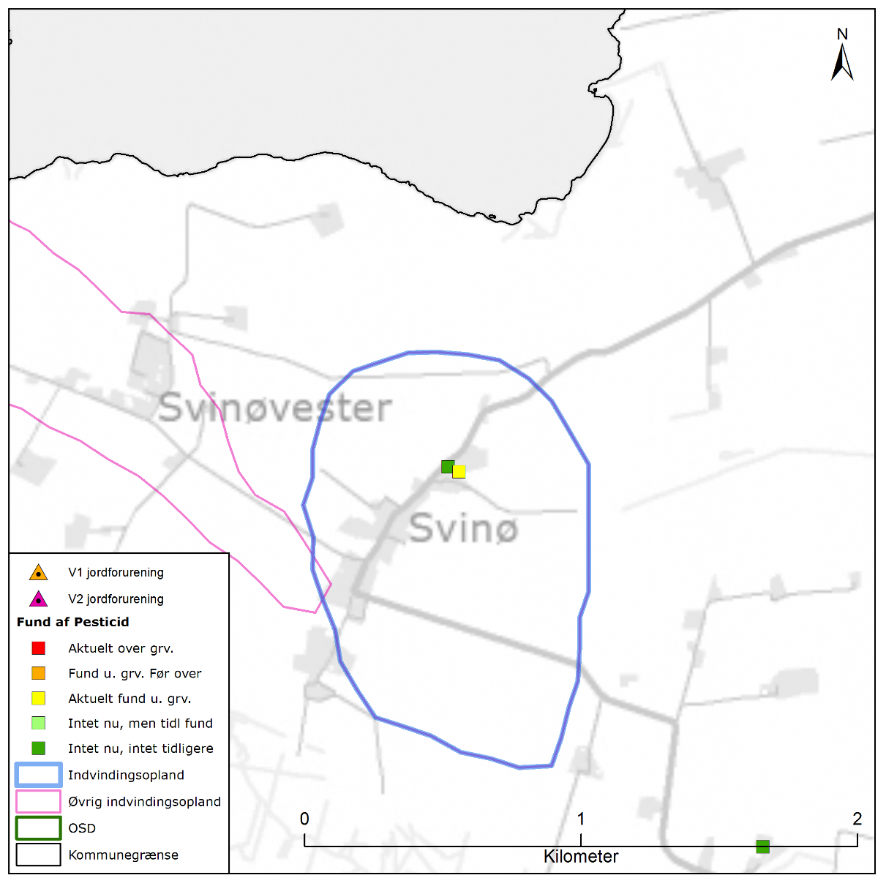 N
Svinøvester
Svinø
V1 jordforurening
V2 jordforurening
Fund af Pesticid
Aktuelt over grv.
Fund u. grv. Før over
Aktuelt fund u. grv.
Intet nu, men tidl fund
Intet nu, intet tidligere
Indvindingsopland
Øvrig indvindingsopland
OSD
Kommunegrænse
0 1 2
Kilometer